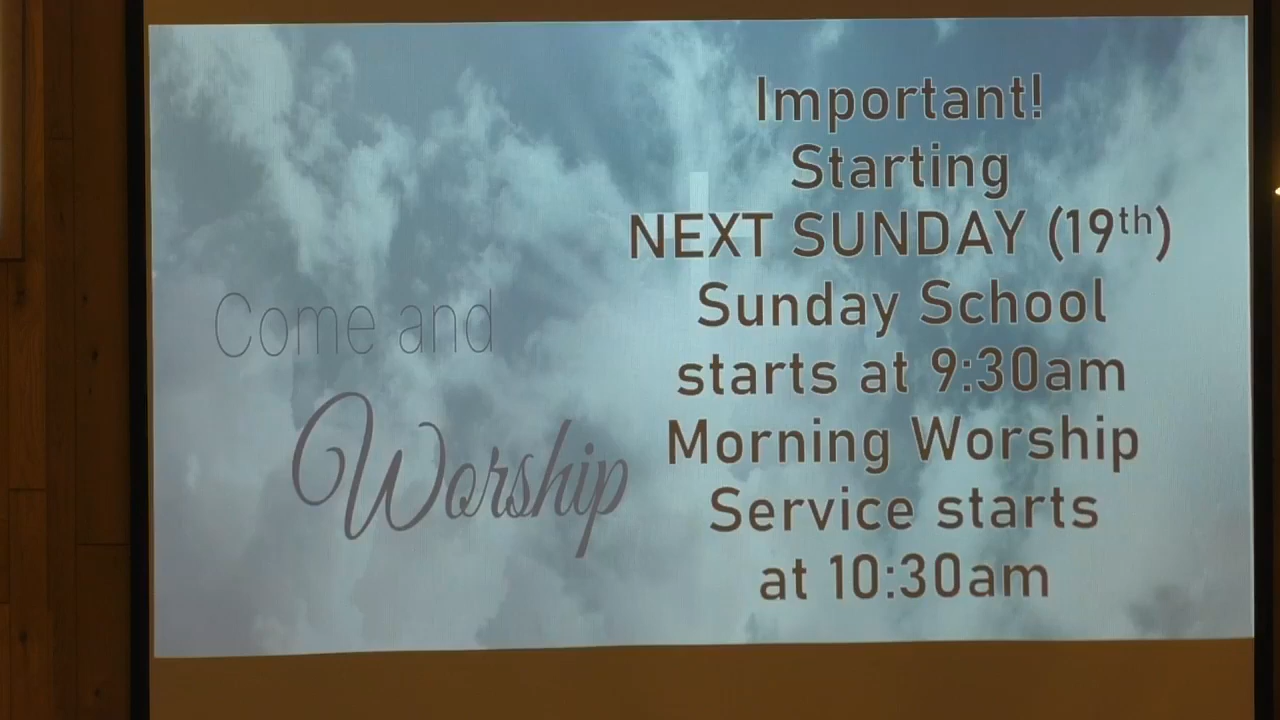 Come and
Worship
Important!
Starting
NEXT SUNDAY (19th)
Sunday School
starts at 9:30am
Morning Worship
Service starts
at 10:30am